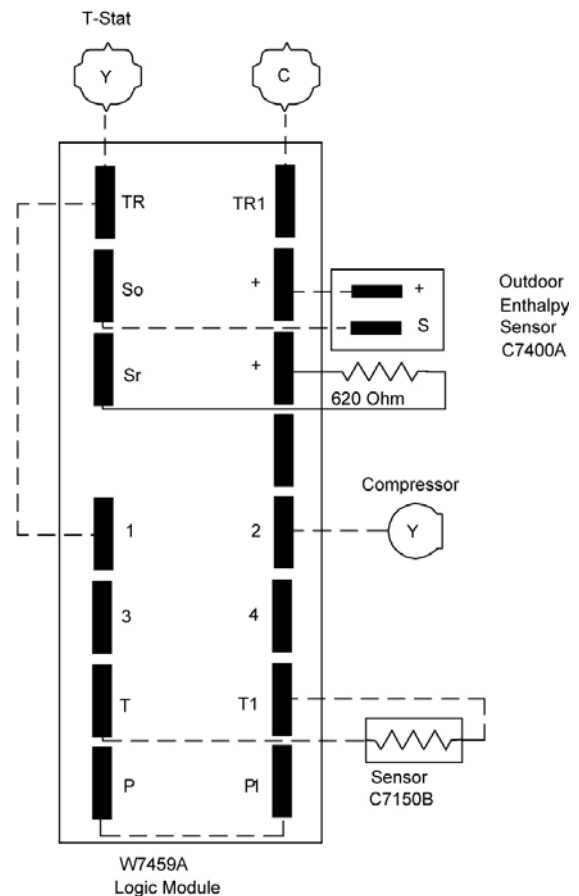 T-Stat
Y
C
TR
TR1
So
+
+
Outdoor
Enthalpy
S
Sensor
C7400A
Sr
+
620 Ohm
Compressor
1
2
Y
3
4
T
T1
Sensor
C7150B
P
P1
W7459A
Logic Module